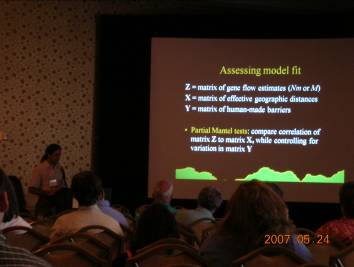 Assessing model fit
Z = matrix of gene flow estimates (Nm or M)
X = matrix of effective geographic distances
Y = matrix of human-made barriers
• Partial Mantel tests: compare correlation of
matrix Z to matrix X, while controlling for
variation in matrix Y
2007.05.24